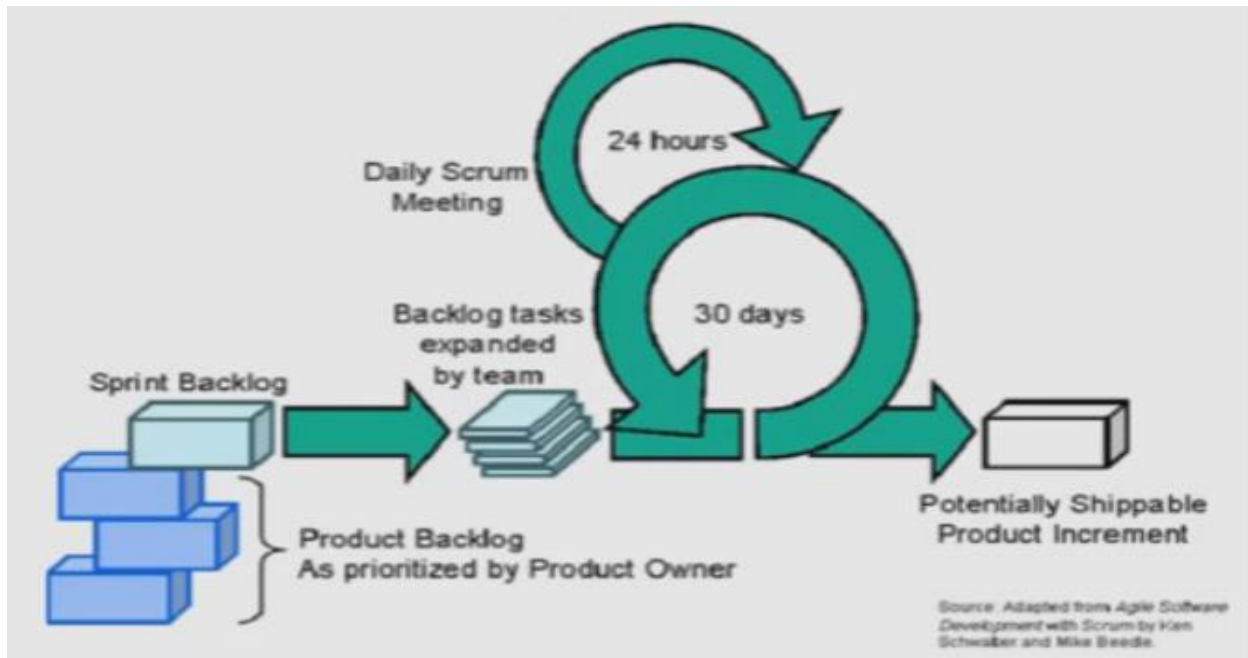 24 hours
Daily Scrum
Meeting
Backlog tasks
expanded
by team
30 days
Sprint Backlog
Potentially Shippable
Product Increment
Product Backlog
As prioritized by Product Owner
Source: Adapted from Agile Software
Development with Scrum by Ken
Schwaber and Mike Beedle.